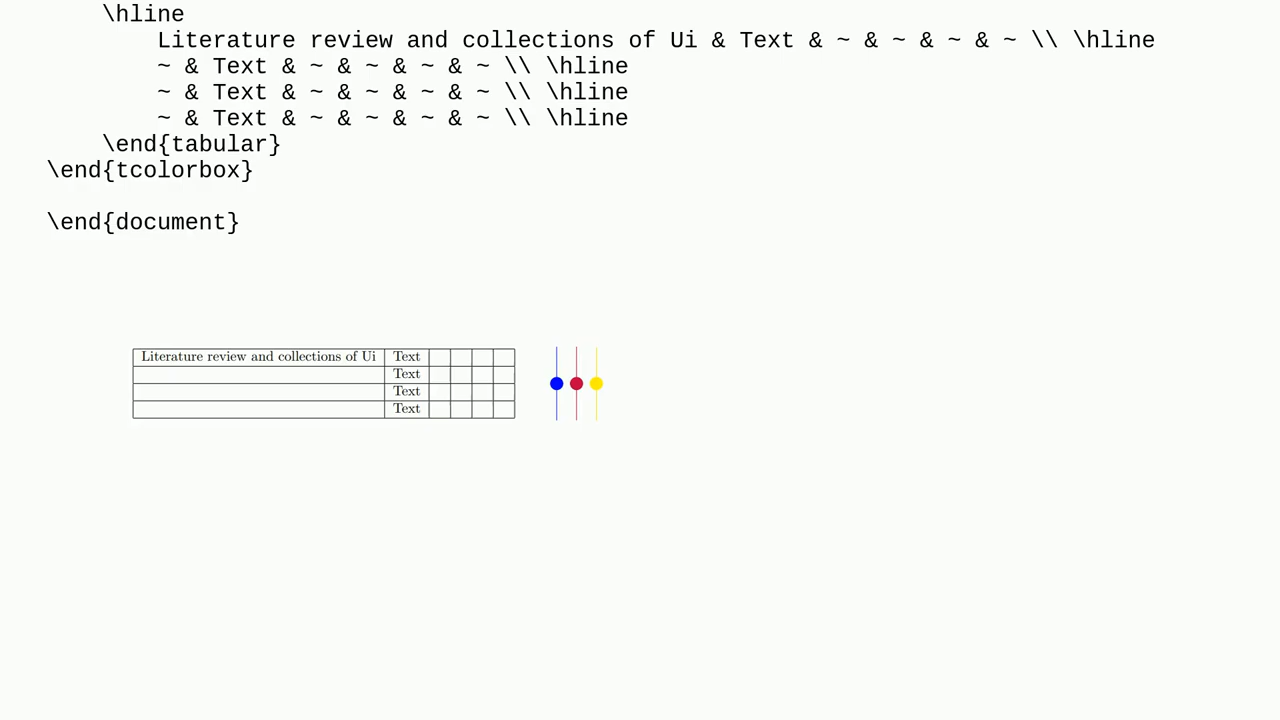 \hline
Literature review and collections of Ui & Text & ~ & ~ & ~ & ~ \\ \hline
~ & Text & ~ & ~ & ~ & ~ \\ \hline
~ & Text & ~ & ~ & ~ & ~ \\ \hline
~ & Text & ~ & ~ & ~ & ~ \\ \hline
\end{tabular}
\end{tcolorbox}
\end{document}
Literature review and collections of Ui Text
Text
Text
Text